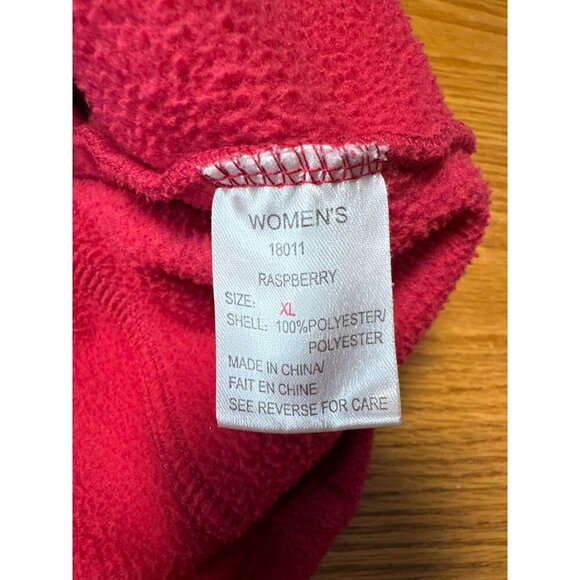 WOMEN'S
18011
RASPBERRY
SIZE: XL
SHELL: 100%POLYESTER/
POLYESTER
MADE IN CHINA/
FAIT EN CHINE
SEE REVERSE FOR CARE